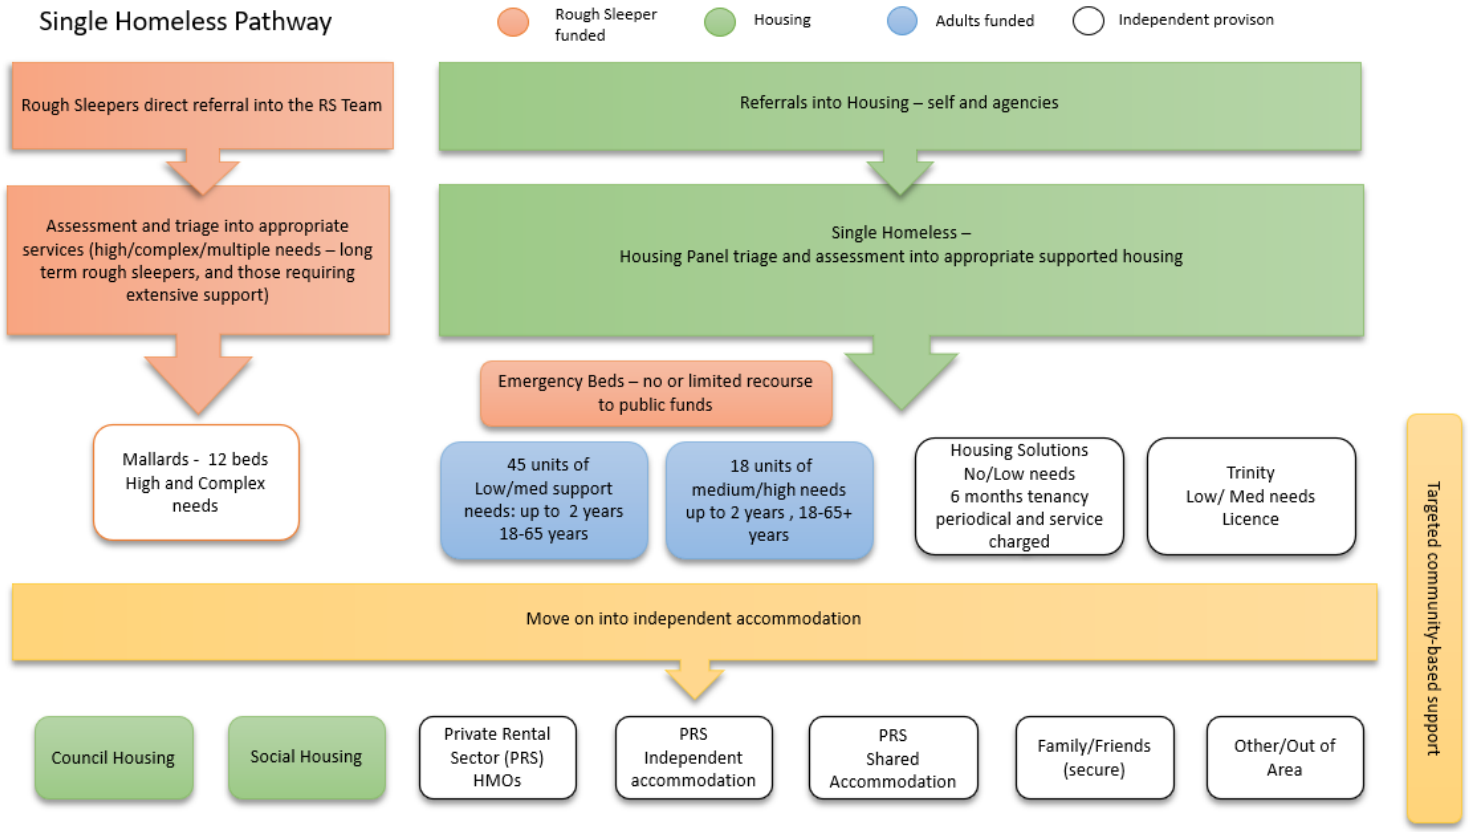 Single Homeless Pathway
Rough Sleeper
funded
Housing
Adults funded
Independent provison
Rough Sleepers direct referral into the RS Team
Referrals into Housing – self and agencies
Assessment and triage into appropriate
services (high/complex/multiple needs – long
term rough sleepers, and those requiring
extensive support)
Single Homeless –
Housing Panel triage and assessment into appropriate supported housing
Emergency Beds – no or limited recourse
to public funds
Mallards -  12 beds
High and Complex
needs
45 units of
Low/med support
needs: up to  2 years
18-65 years
18 units of
medium/high needs
up to 2 years , 18-65+
years
Housing Solutions
No/Low needs
6 months tenancy
periodical and service
charged
Trinity
Low/ Med needs
Licence
Targeted community-based support
Move on into independent accommodation
Council Housing
Social Housing
Private Rental
Sector (PRS)
HMOs
PRS
Independent
accommodation
PRS
Shared
Accommodation
Family/Friends
(secure)
Other/Out of
Area